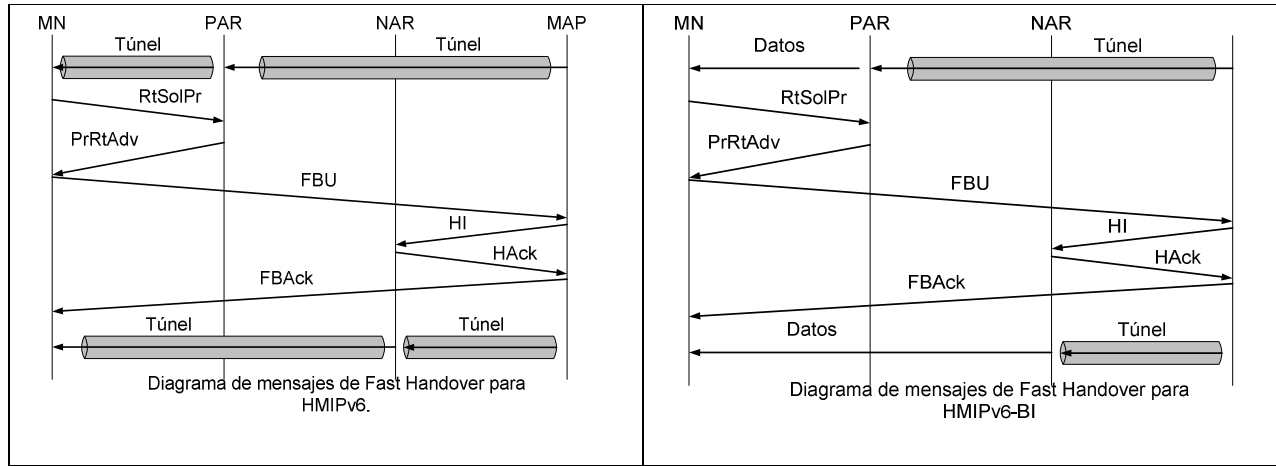 MN PAR NAR MAP
Túnel Túnel
RtSolPr
PrRtAdv
FBU
HI
HAck
FBAck
Túnel Túnel
Diagrama de mensajes de Fast Handover para
HMIPv6.
MN PAR NAR
Datos Túnel
RtSolPr
PrRtAdv
FBU
HI
HAck
FBAck
Datos Túnel
Diagrama de mensajes de Fast Handover para
HMIPv6-BI